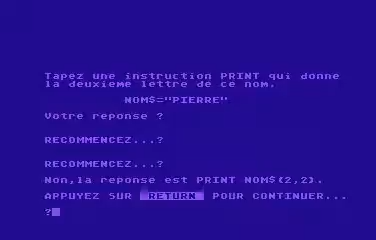 Tapez une instruction PRINT qui donne
la deuxieme lettre de ce nom.
NOM$="PIERRE"
Votre reponse ?
RECOMMENCEZ...?
RECOMMENCEZ...?
Non,la reponse est PRINT NOM$(2,2).
APPUYEZ SUR RETURN POUR CONTINUER...
?